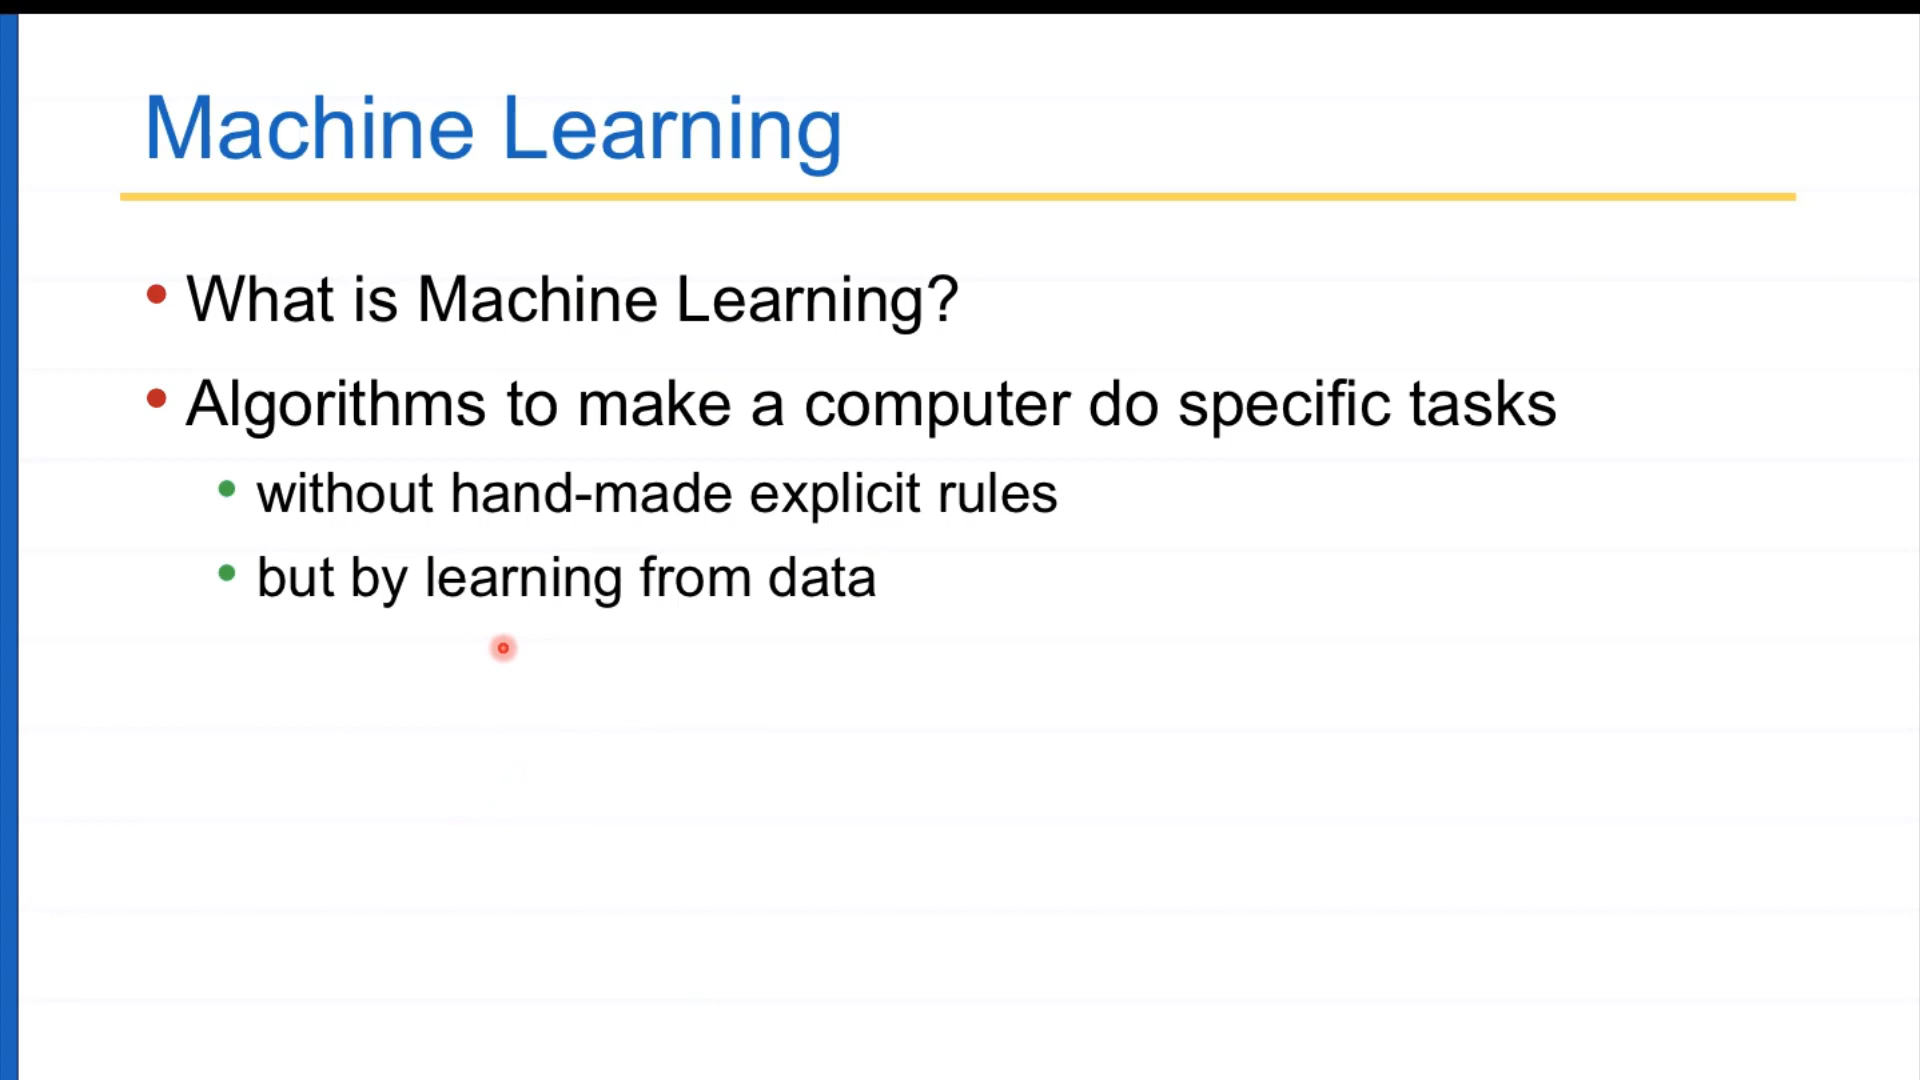 Machine Learning
• What is Machine Learning?
• Algorithms to make a computer do specific tasks
• without hand-made explicit rules
• but by learning from data